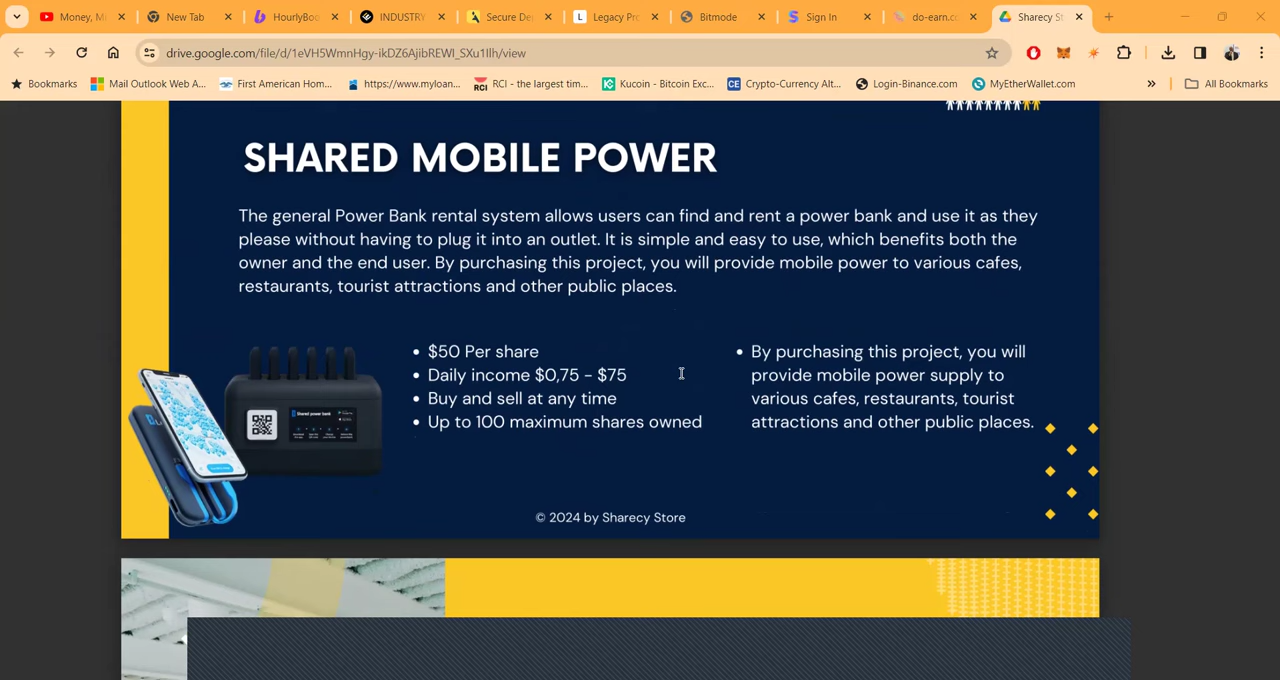 Money, M
New Tab
HourlyBoo
INDUSTRY
Secure De
Legacy Pro
Bitmode
Sign In
do-earn.co
Sharecy St
drive.google.com/file/d/1eVH5WmnHgy-ikDZ6AjibREWI_SXu1Ilh/view
Bookmarks
Mail Outlook Web A...
First American Hom...
https://www.myloan...
RCI - the largest tim...
Kucoin - Bitcoin Exc...
Crypto-Currency Alt...
Login-Binance.com
MyEtherWallet.com
All Bookmarks
SHARED MOBILE POWER
The general Power Bank rental system allows users can find and rent a power bank and use it as they
please without having to plug it into an outlet. It is simple and easy to use, which benefits both the
owner and the end user. By purchasing this project, you will provide mobile power to various cafes,
restaurants, tourist attractions and other public places.
Shared power bank
• $50 Per share
• Daily income $0,75 - $75
• Buy and sell at any time
• Up to 100 maximum shares owned
• By purchasing this project, you will
provide mobile power supply to
various cafes, restaurants, tourist
attractions and other public places.
© 2024 by Sharecy Store